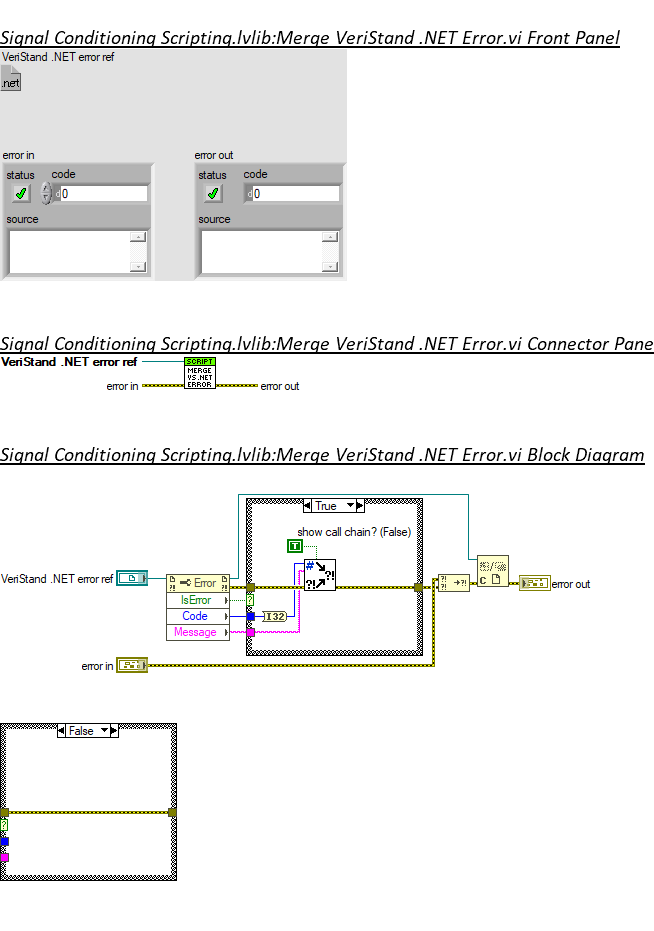 Signal Conditioning Scripting.lvlib:Merge VeriStand .NET Error.vi Front Panel
VeriStand .NET error ref
.net
error in
error out
status code
status code
d 0
d 0
source
source
Signal Conditioning Scripting.lvlib:Merge VeriStand .NET Error.vi Connector Pane
VeriStand .NET error ref
SCRIPT
MERGE
VS .NET
ERROR
error in
error out
Signal Conditioning Scripting.lvlib:Merge VeriStand .NET Error.vi Block Diagram
True
show call chain? (False)
T
#
?!
?!
VeriStand .NET error ref
Error
?!
?!
IsError
?
Code
I32
Message
?!
?!
?!
?!/
C
error out
error in
False
?